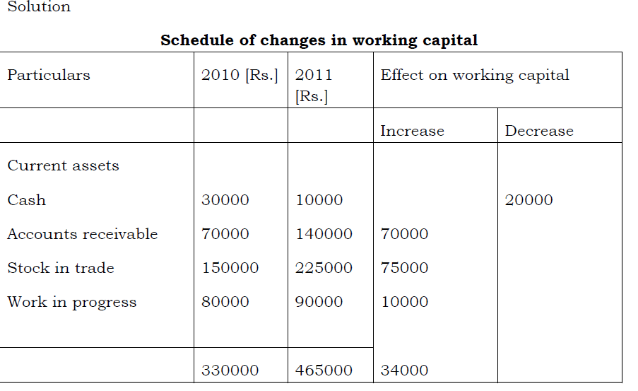 Solution
Schedule of changes in working capital
Particulars 2010 [Rs.] 2011 [Rs.] Effect on working capital
Increase Decrease
Current assets
Cash 30000 10000 20000
Accounts receivable 70000 140000 70000
Stock in trade 150000 225000 75000
Work in progress 80000 90000 10000
330000 465000 34000